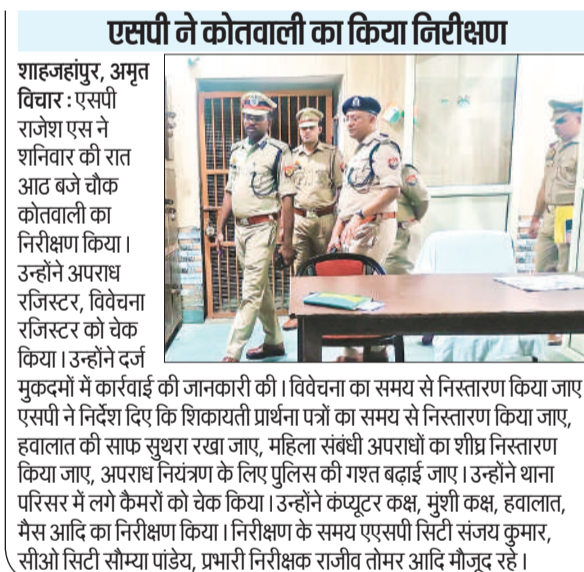 एसपी ने कोतवाली का किया निरीक्षण
शाहजहांपुर, अमृत
विचार : एसपी
राजेश एस ने
शनिवार की रात
आठ बजे चौक
कोतवाली का
निरीक्षण किया।
उन्होंने अपराध
रजिस्टर, विवेचना
रजिस्टर को चेक
किया। उन्होंने दर्ज
मुकदमों में कार्रवाई की जानकारी की। विवेचना का समय से निस्तारण किया जाए
एसपी ने निर्देश दिए कि शिकायती प्रार्थना पत्रों का समय से निस्तारण किया जाए,
हवालात की साफ सुथरा रखा जाए, महिला संबंधी अपराधों का शीघ्र निस्तारण
किया जाए, अपराध नियंत्रण के लिए पुलिस की गश्त बढ़ाई जाए। उन्होंने थाना
परिसर में लगे कैमरों को चेक किया। उन्होंने कंप्यूटर कक्ष, मुंशी कक्ष, हवालात,
मैस आदि का निरीक्षण किया। निरीक्षण के समय एएसपी सिटी संजय कुमार,
सीओ सिटी सौम्या पांडेय, प्रभारी निरीक्षक राजीव तोमर आदि मौजूद रहे।